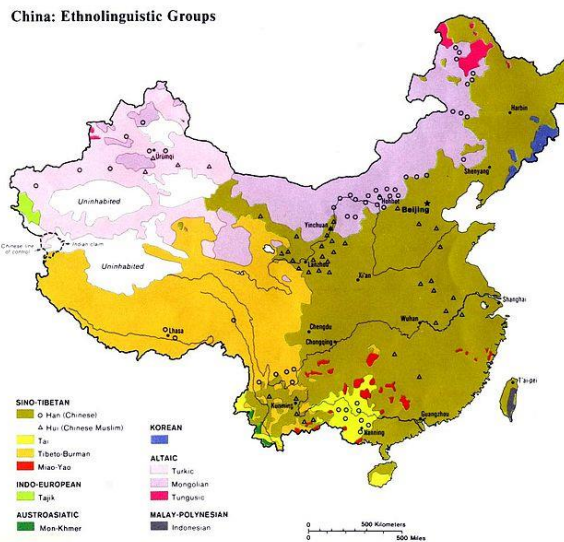 China: Ethnolinguistic Groups
Harbin
Urumqi
Shenyang
Uninhabited
Hohhot
Beijing
Yinchuan
Chinese line
of control
Indian claim
Lanzhou
Uninhabited
Xi'an
Shanghai
Wuhan
Chengdu
Lhasa
Chongqing
T'ai-pei
Kunming
Guangzhou
Nanning
SINO-TIBETAN
Han (Chinese)
Hui (Chinese Muslim)
Tai
Tibeto-Burman
Miao-Yao
INDO-EUROPEAN
Tajik
AUSTROASIATIC
Mon-Khmer
KOREAN
ALTAIC
Turkic
Mongolian
Tungusic
MALAY-POLYNESIAN
Indonesian
0 500 Kilometers
0 500 Miles